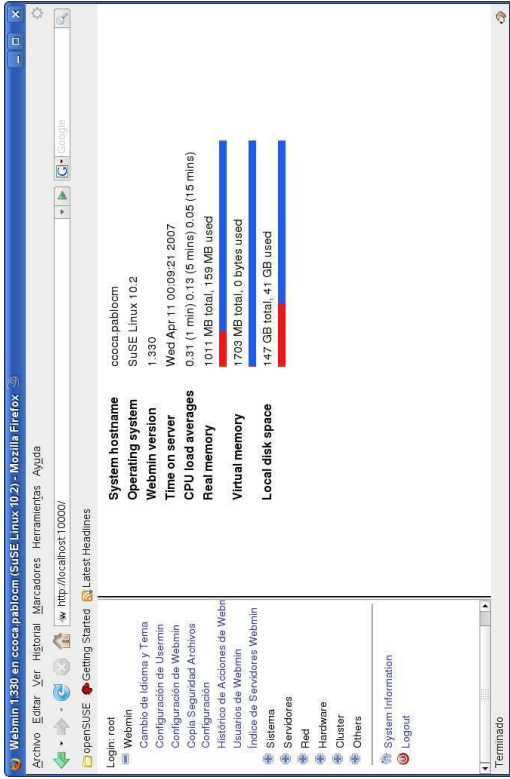 Webmin 1.330 en ccoca.pablocm (SuSE Linux 10.2) - Mozilla Firefox
Archivo Editar Ver Historial Marcadores Herramientas Ayuda
http://localhost:10000/
Google
openSUSE Getting Started Latest Headlines
Login: root
Webmin
Cambio de Idioma y Tema
Configuración de Usermin
Configuración de Webmin
Copia Seguridad Archivos
Configuración
Histórico de Acciones de Webn
Usuarios de Webmin
Índice de Servidores Webmin
Sistema
Servidores
Red
Hardware
Cluster
Others
System Information
Logout
System hostname ccoca.pablocm
Operating system SuSE Linux 10.2
Webmin version 1.330
Time on server Wed Apr 11 00:09:21 2007
CPU load averages 0.31 (1 min) 0.13 (5 mins) 0.05 (15 mins)
Real memory 1011 MB total, 159 MB used
Virtual memory 1703 MB total, 0 bytes used
Local disk space 147 GB total, 41 GB used
Terminado